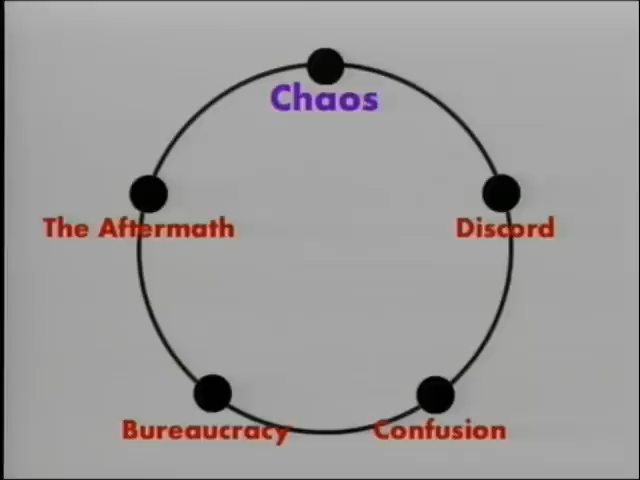 Chaos
The Aftermath
Discord
Bureaucracy
Confusion